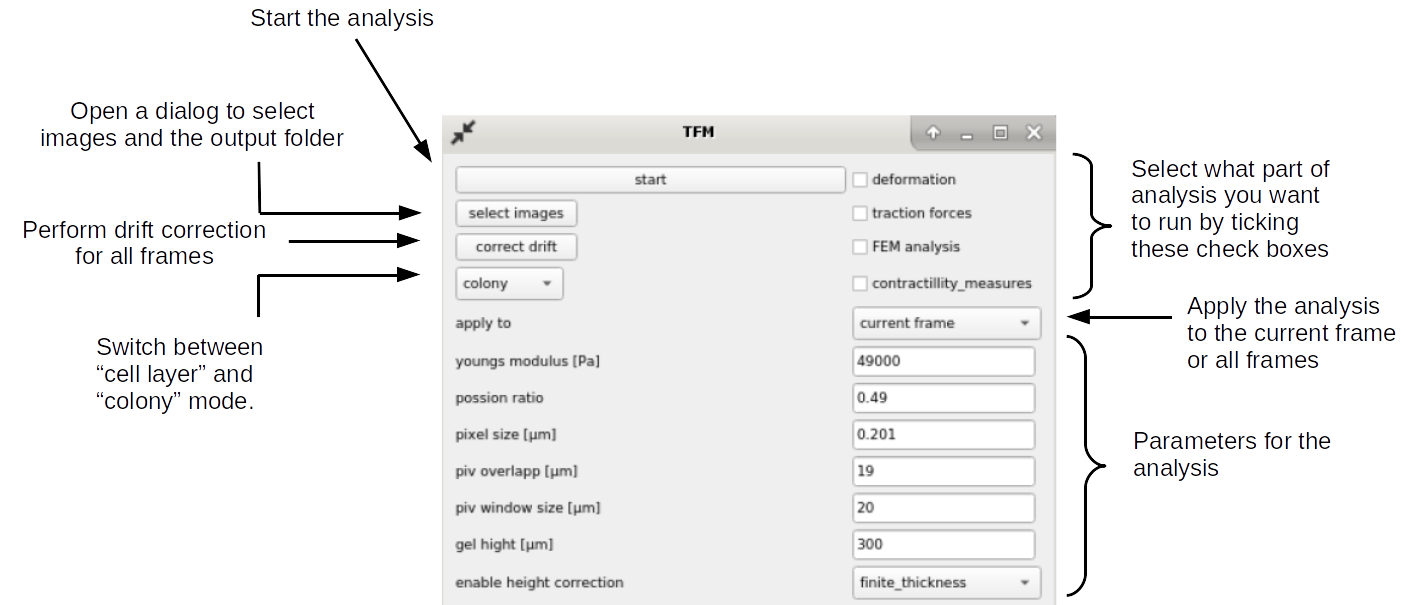 Start the analysis
Open a dialog to select
images and the output folder
Perform drift correction
for all frames
Switch between
“cell layer” and
“colony” mode.
TFM
start
deformation
select images
traction forces
correct drift
FEM analysis
colony
contractillity_measures
apply to
current frame
youngs modulus [Pa]
49000
possion ratio
0.49
pixel size [µm]
0.201
piv overlapp [µm]
19
piv window size [µm]
20
gel hight [µm]
300
enable height correction
finite_thickness
Select what part of
analysis you want
to run by ticking
these check boxes
Apply the analysis
to the current frame
or all frames
Parameters for the
analysis